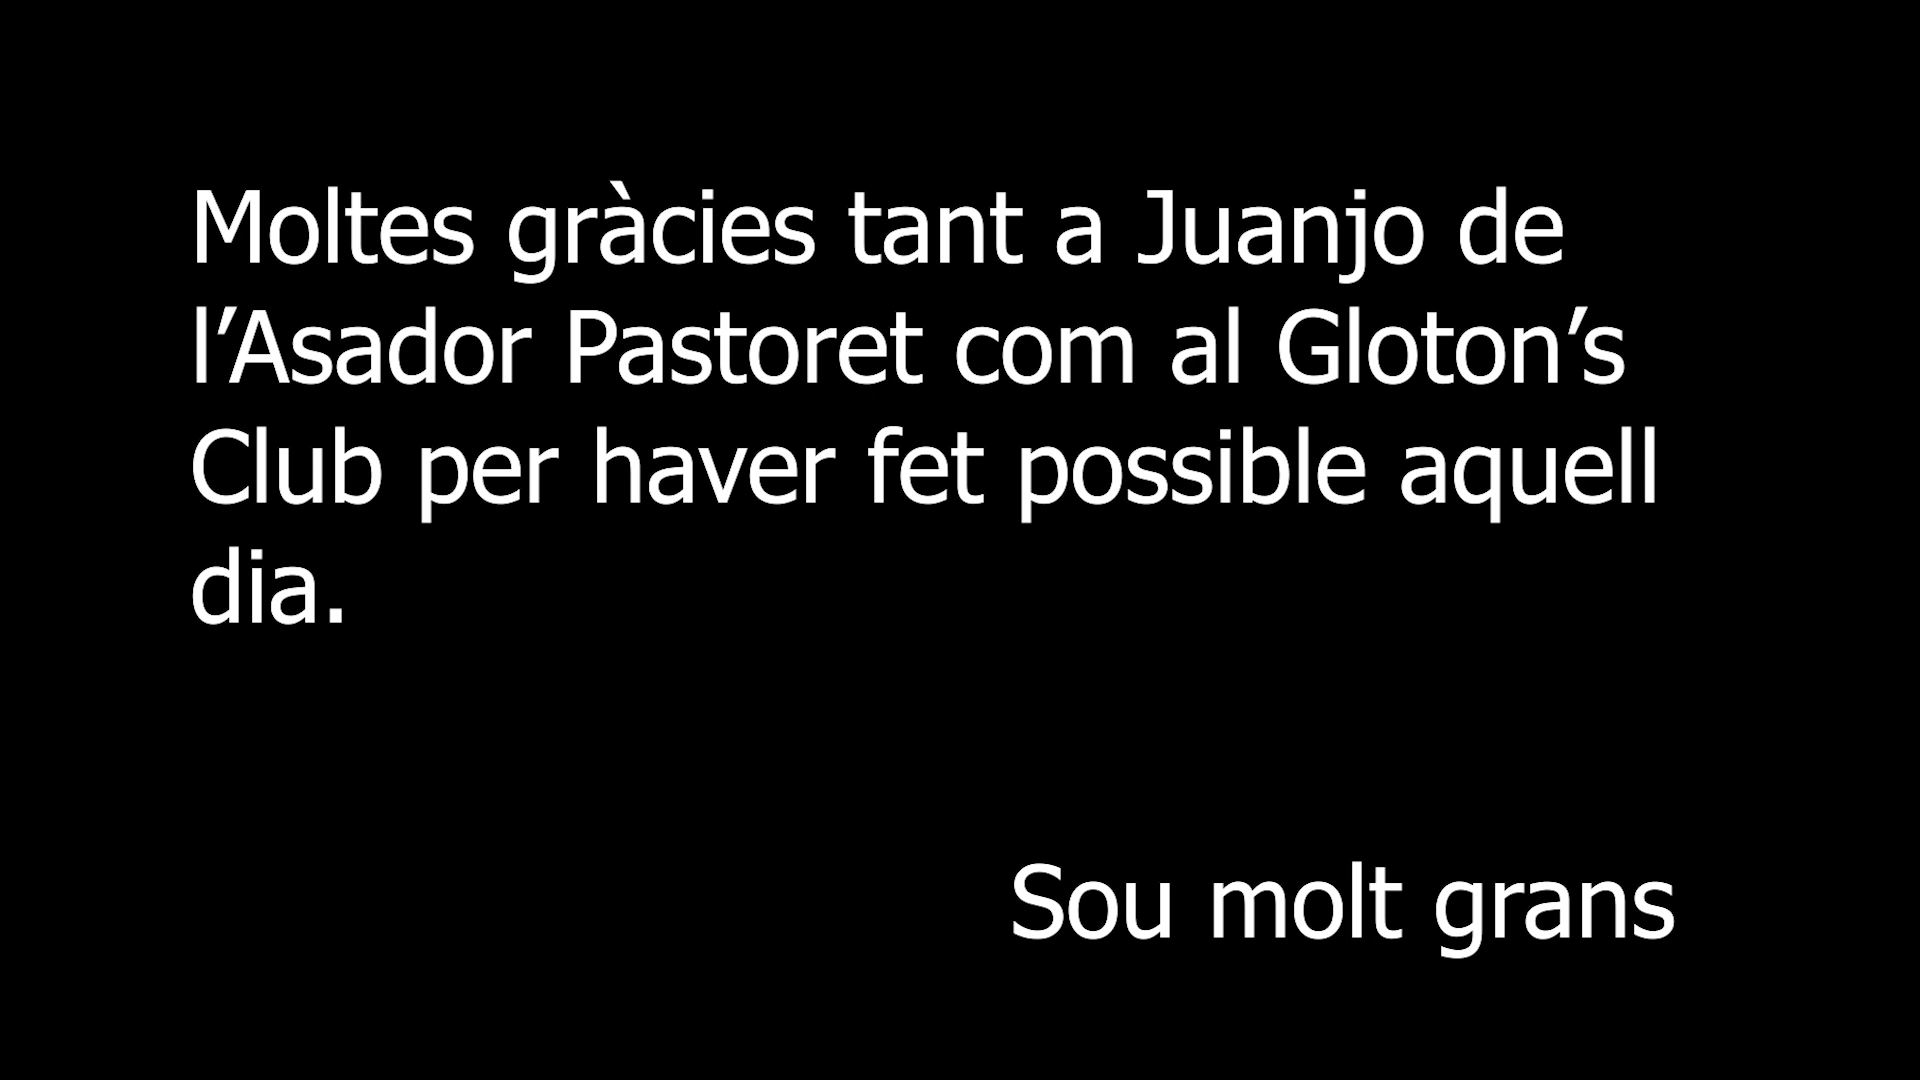 Moltes gràcies tant a Juanjo de
l’Asador Pastoret com al Gloton’s
Club per haver fet possible aquell
dia.
Sou molt grans